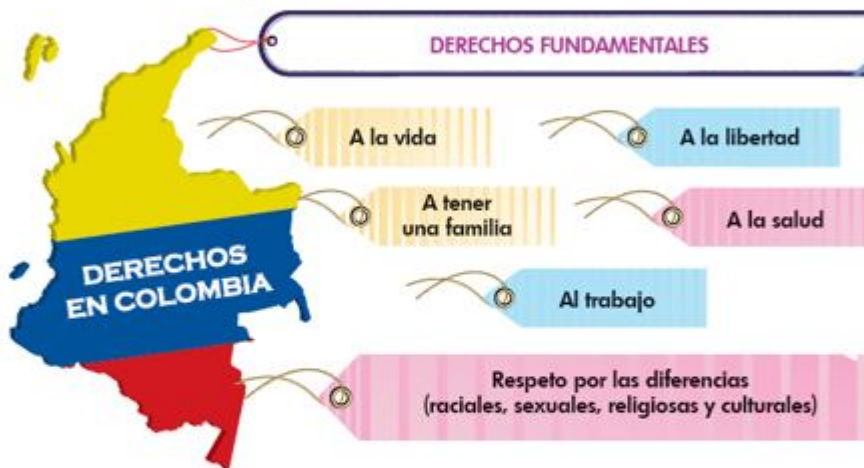 DERECHOS FUNDAMENTALES
A la vida
A la libertad
A tener
una familia
A la salud
DERECHOS
EN COLOMBIA
Al trabajo
Respeto por las diferencias
(raciales, sexuales, religiosas y culturales)